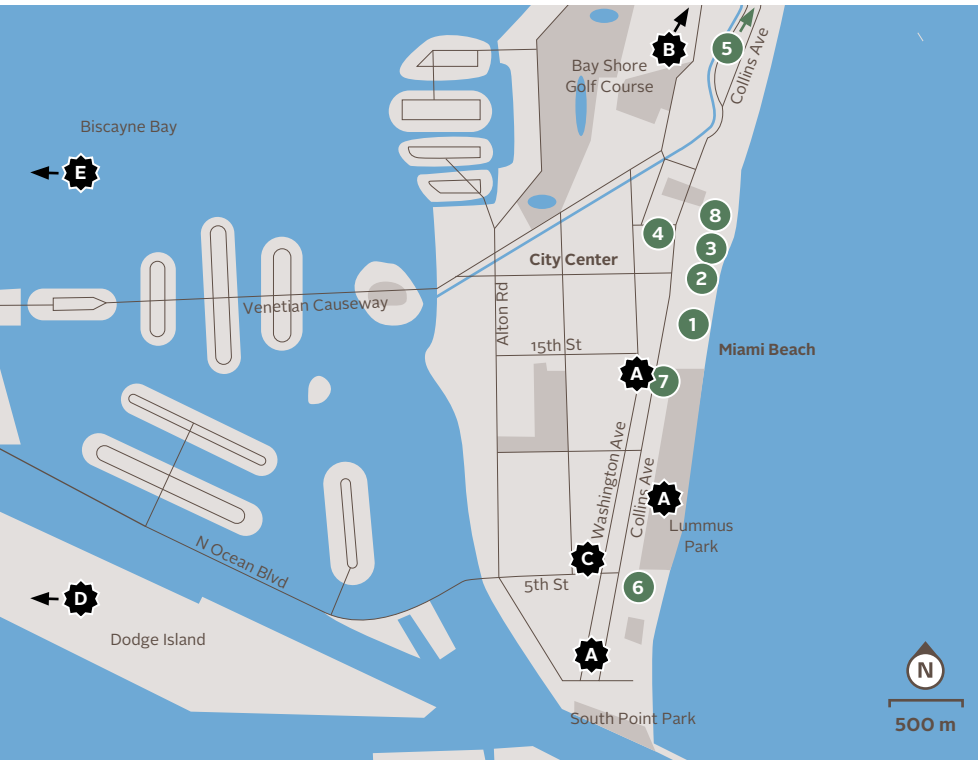 B
5
Bay Shore
Golf Course
Collins Ave
Biscayne Bay
E
8
4
3
City Center
2
Venetian Causeway
Alton Rd
1
15th St
Miami Beach
A
7
Washington Ave
Collins Ave
A
Lummus
Park
N Ocean Blvd
C
5th St
6
D
Dodge Island
A
N
South Point Park
500 m